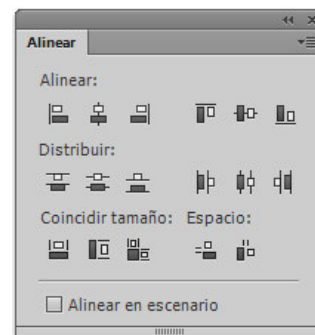 Alinear
Alinear:
Distribuir:
Coincidir tamaño: Espacio:
Alinear en escenario